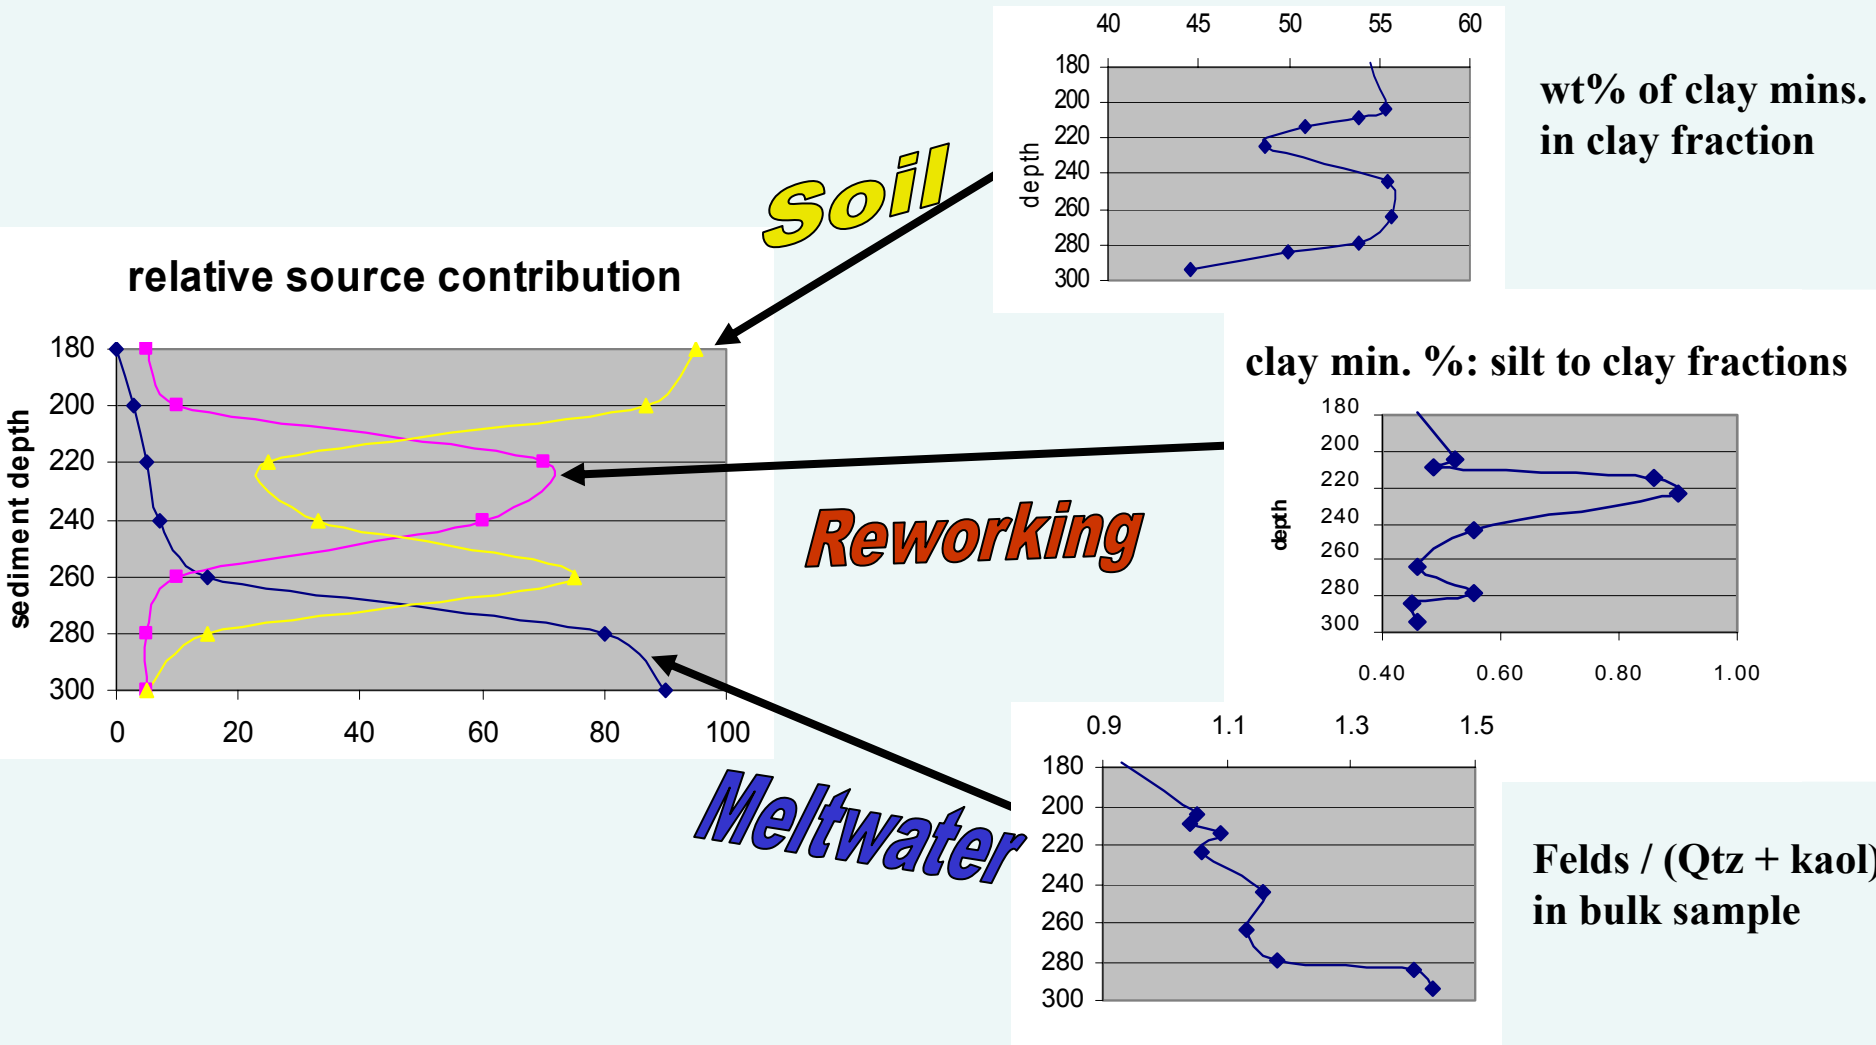 40 45 50 55 60
180
200
220
240
260
280
300
depth
wt% of clay mins.
in clay fraction
Soil
relative source contribution
180
200
220
240
260
280
300
sediment depth
0 20 40 60 80 100
Reworking
clay min. %: silt to clay fractions
180
200
220
240
260
280
300
depth
0.40 0.60 0.80 1.00
Meltwater
0.9 1.1 1.3 1.5
180
200
220
240
260
280
300
Felds / (Qtz + kaol)
in bulk sample